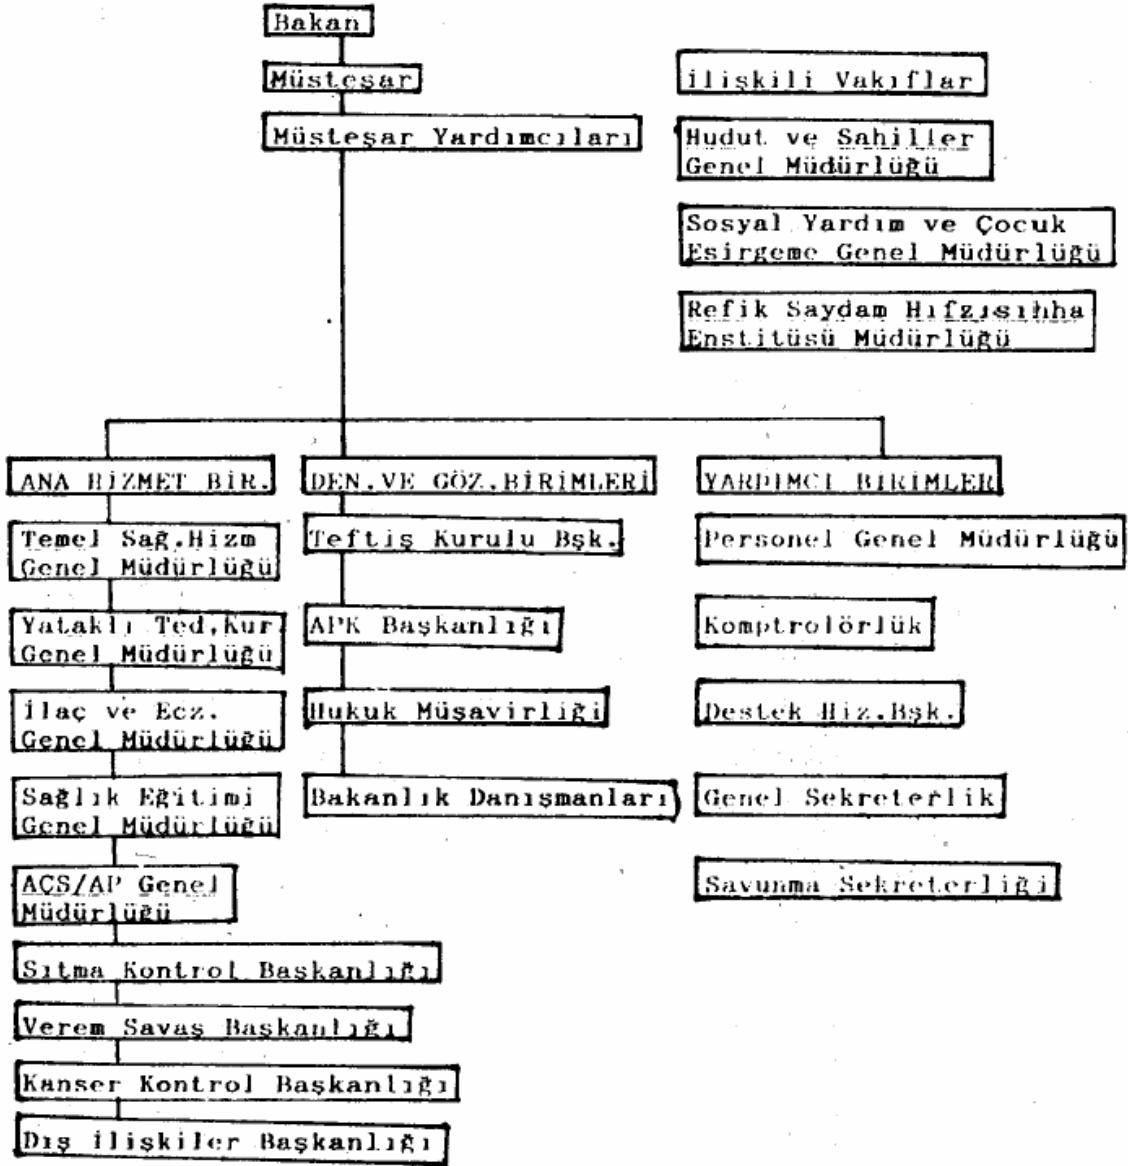 Bakan
Müsteşar
Müsteşar Yardımcıları
ilişkili Vakıflar
Hudut ve Sahiller
Genel Müdürlüğü
Sosyal Yardım ve Çocuk
Esirgeme Genel Müdürlüğü
Refik Saydam Hıfzısıhha
Enstitüsü Müdürlüğü
ANA HİZMET BİR.
Temel Sağ.Hizm
Genel Müdürlüğü
Yataklı Ted.Kur
Genel Müdürlüğü
ilaç ve Ecz.
Genel Müdürlüğü
Sağlık Eğitimi
Genel Müdürlüğü
AÇS/AP Genel
Müdürlüğü
Sıtma Kontrol Başkanlığı
Verem Savaş Başkanlığı
Kanser Kontrol Başkanlığı
Dış ilişkiler Başkanlığı
DEN.VE GÖZ.BİRİMLERİ
Teftiş Kurulu Bşk.
APK Başkanlığı
Hukuk Müşavirliği
Bakanlık Danışmanları
YARDIMCI BİRİMLER
Personel Genel Müdürlüğü
Komptrolörlük
Destek Hiz.Bşk.
Genel Sekreterlik
Savunma Sekreterliği